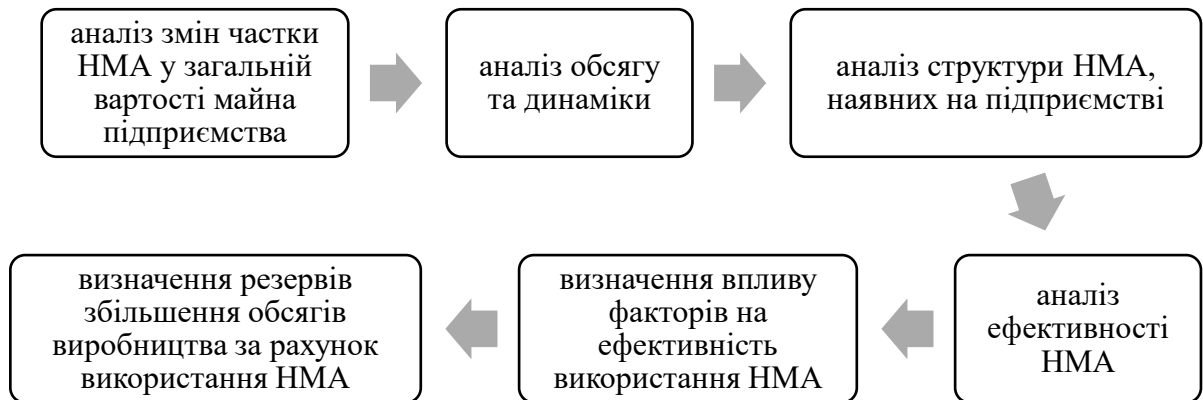 аналіз змін частки
НМА у загальній
вартості майна
підприємства
аналіз обсягу
та динаміки
аналіз структури НМА,
наявних на підприємстві
аналіз
ефективності
НМА
визначення впливу
факторів на
ефективність
використання НМА
визначення резервів
збільшення обсягів
виробництва за рахунок
використання НМА